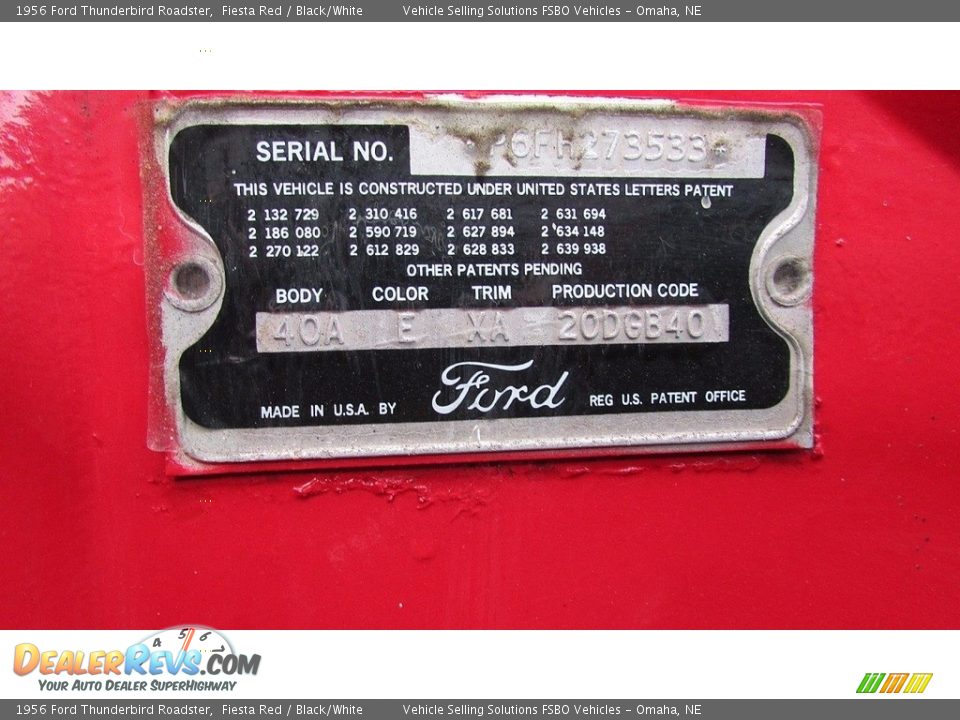 1956 Ford Thunderbird Roadster, Fiesta Red / Black/White Vehicle Selling Solutions FSBO Vehicles - Omaha, NE
SERIAL NO. P6FH273533*
THIS VEHICLE IS CONSTRUCTED UNDER UNITED STATES LETTERS PATENT
2 132 729 2 310 416 2 617 681 2 631 694
2 186 080 2 590 719 2 627 894 2 634 148
2 270 122 2 612 829 2 628 833 2 639 938
OTHER PATENTS PENDING
BODY COLOR TRIM PRODUCTION CODE
40A E XA 20DGB40
MADE IN U.S.A. BY Ford REG U.S. PATENT OFFICE
4 5 6 7
DEALERREVS.COM
YOUR AUTO DEALER SUPERHIGHWAY
1956 Ford Thunderbird Roadster, Fiesta Red / Black/White Vehicle Selling Solutions FSBO Vehicles - Omaha, NE